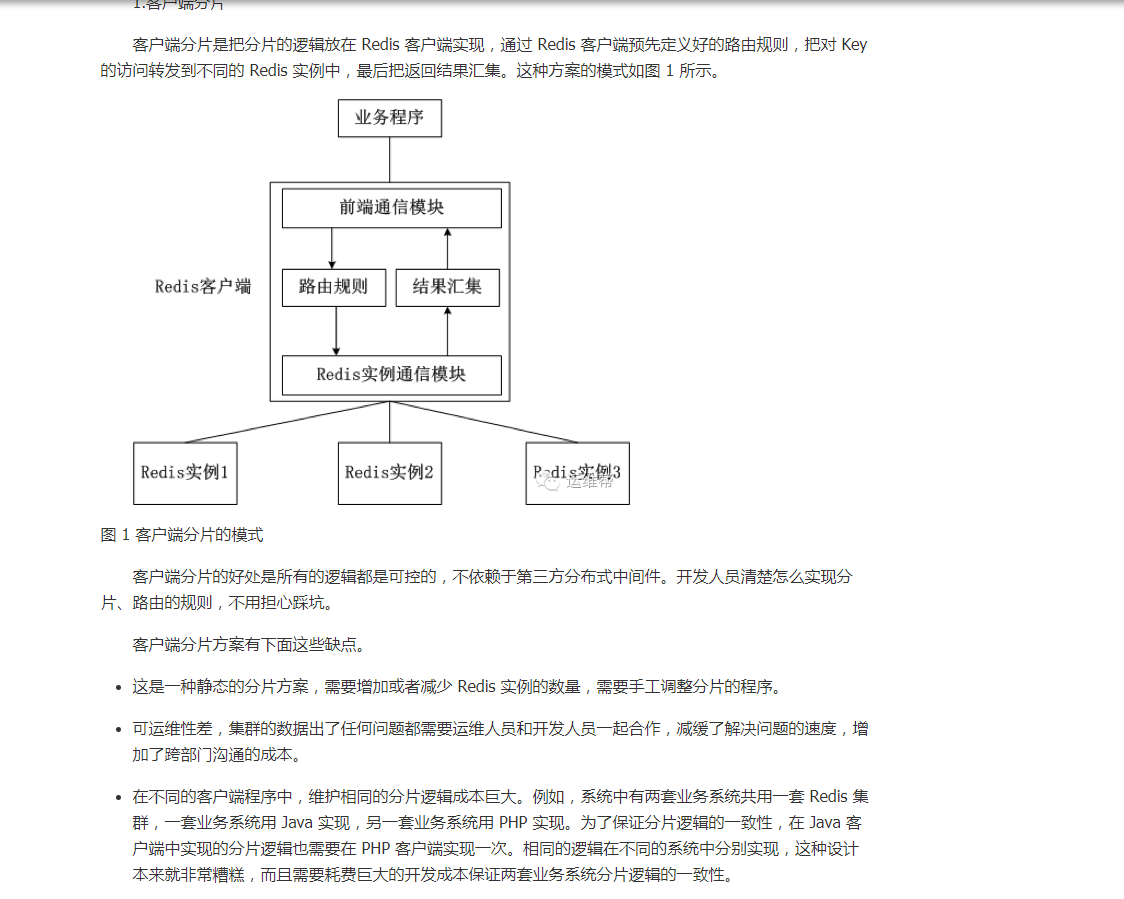 1.客户端分片
客户端分片是把分片的逻辑放在 Redis 客户端实现，通过 Redis 客户端预先定义好的路由规则，把对 Key
的访问转发到不同的 Redis 实例中，最后把返回结果汇集。这种方案的模式如图 1 所示。
业务程序
前端通信模块
Redis客户端
路由规则
结果汇集
Redis实例通信模块
Redis实例1
Redis实例2
Redis实例3
运维帮
图 1 客户端分片的模式
客户端分片的好处是所有的逻辑都是可控的，不依赖于第三方分布式中间件。开发人员清楚怎么实现分
片、路由的规则，不用担心踩坑。
客户端分片方案有下面这些缺点。
• 这是一种静态的分片方案，需要增加或者减少 Redis 实例的数量，需要手工调整分片的程序。
• 可运维性差，集群的数据出了任何问题都需要运维人员和开发人员一起合作，减缓了解决问题的速度，增
加了跨部门沟通的成本。
• 在不同的客户端程序中，维护相同的分片逻辑成本巨大。例如，系统中有两套业务系统共用一套 Redis 集
群，一套业务系统用 Java 实现，另一套业务系统用 PHP 实现。为了保证分片逻辑的一致性，在 Java 客
户端中实现的分片逻辑也需要在 PHP 客户端实现一次。相同的逻辑在不同的系统中分别实现，这种设计
本来就非常糟糕，而且需要耗费巨大的开发成本保证两套业务系统分片逻辑的一致性。